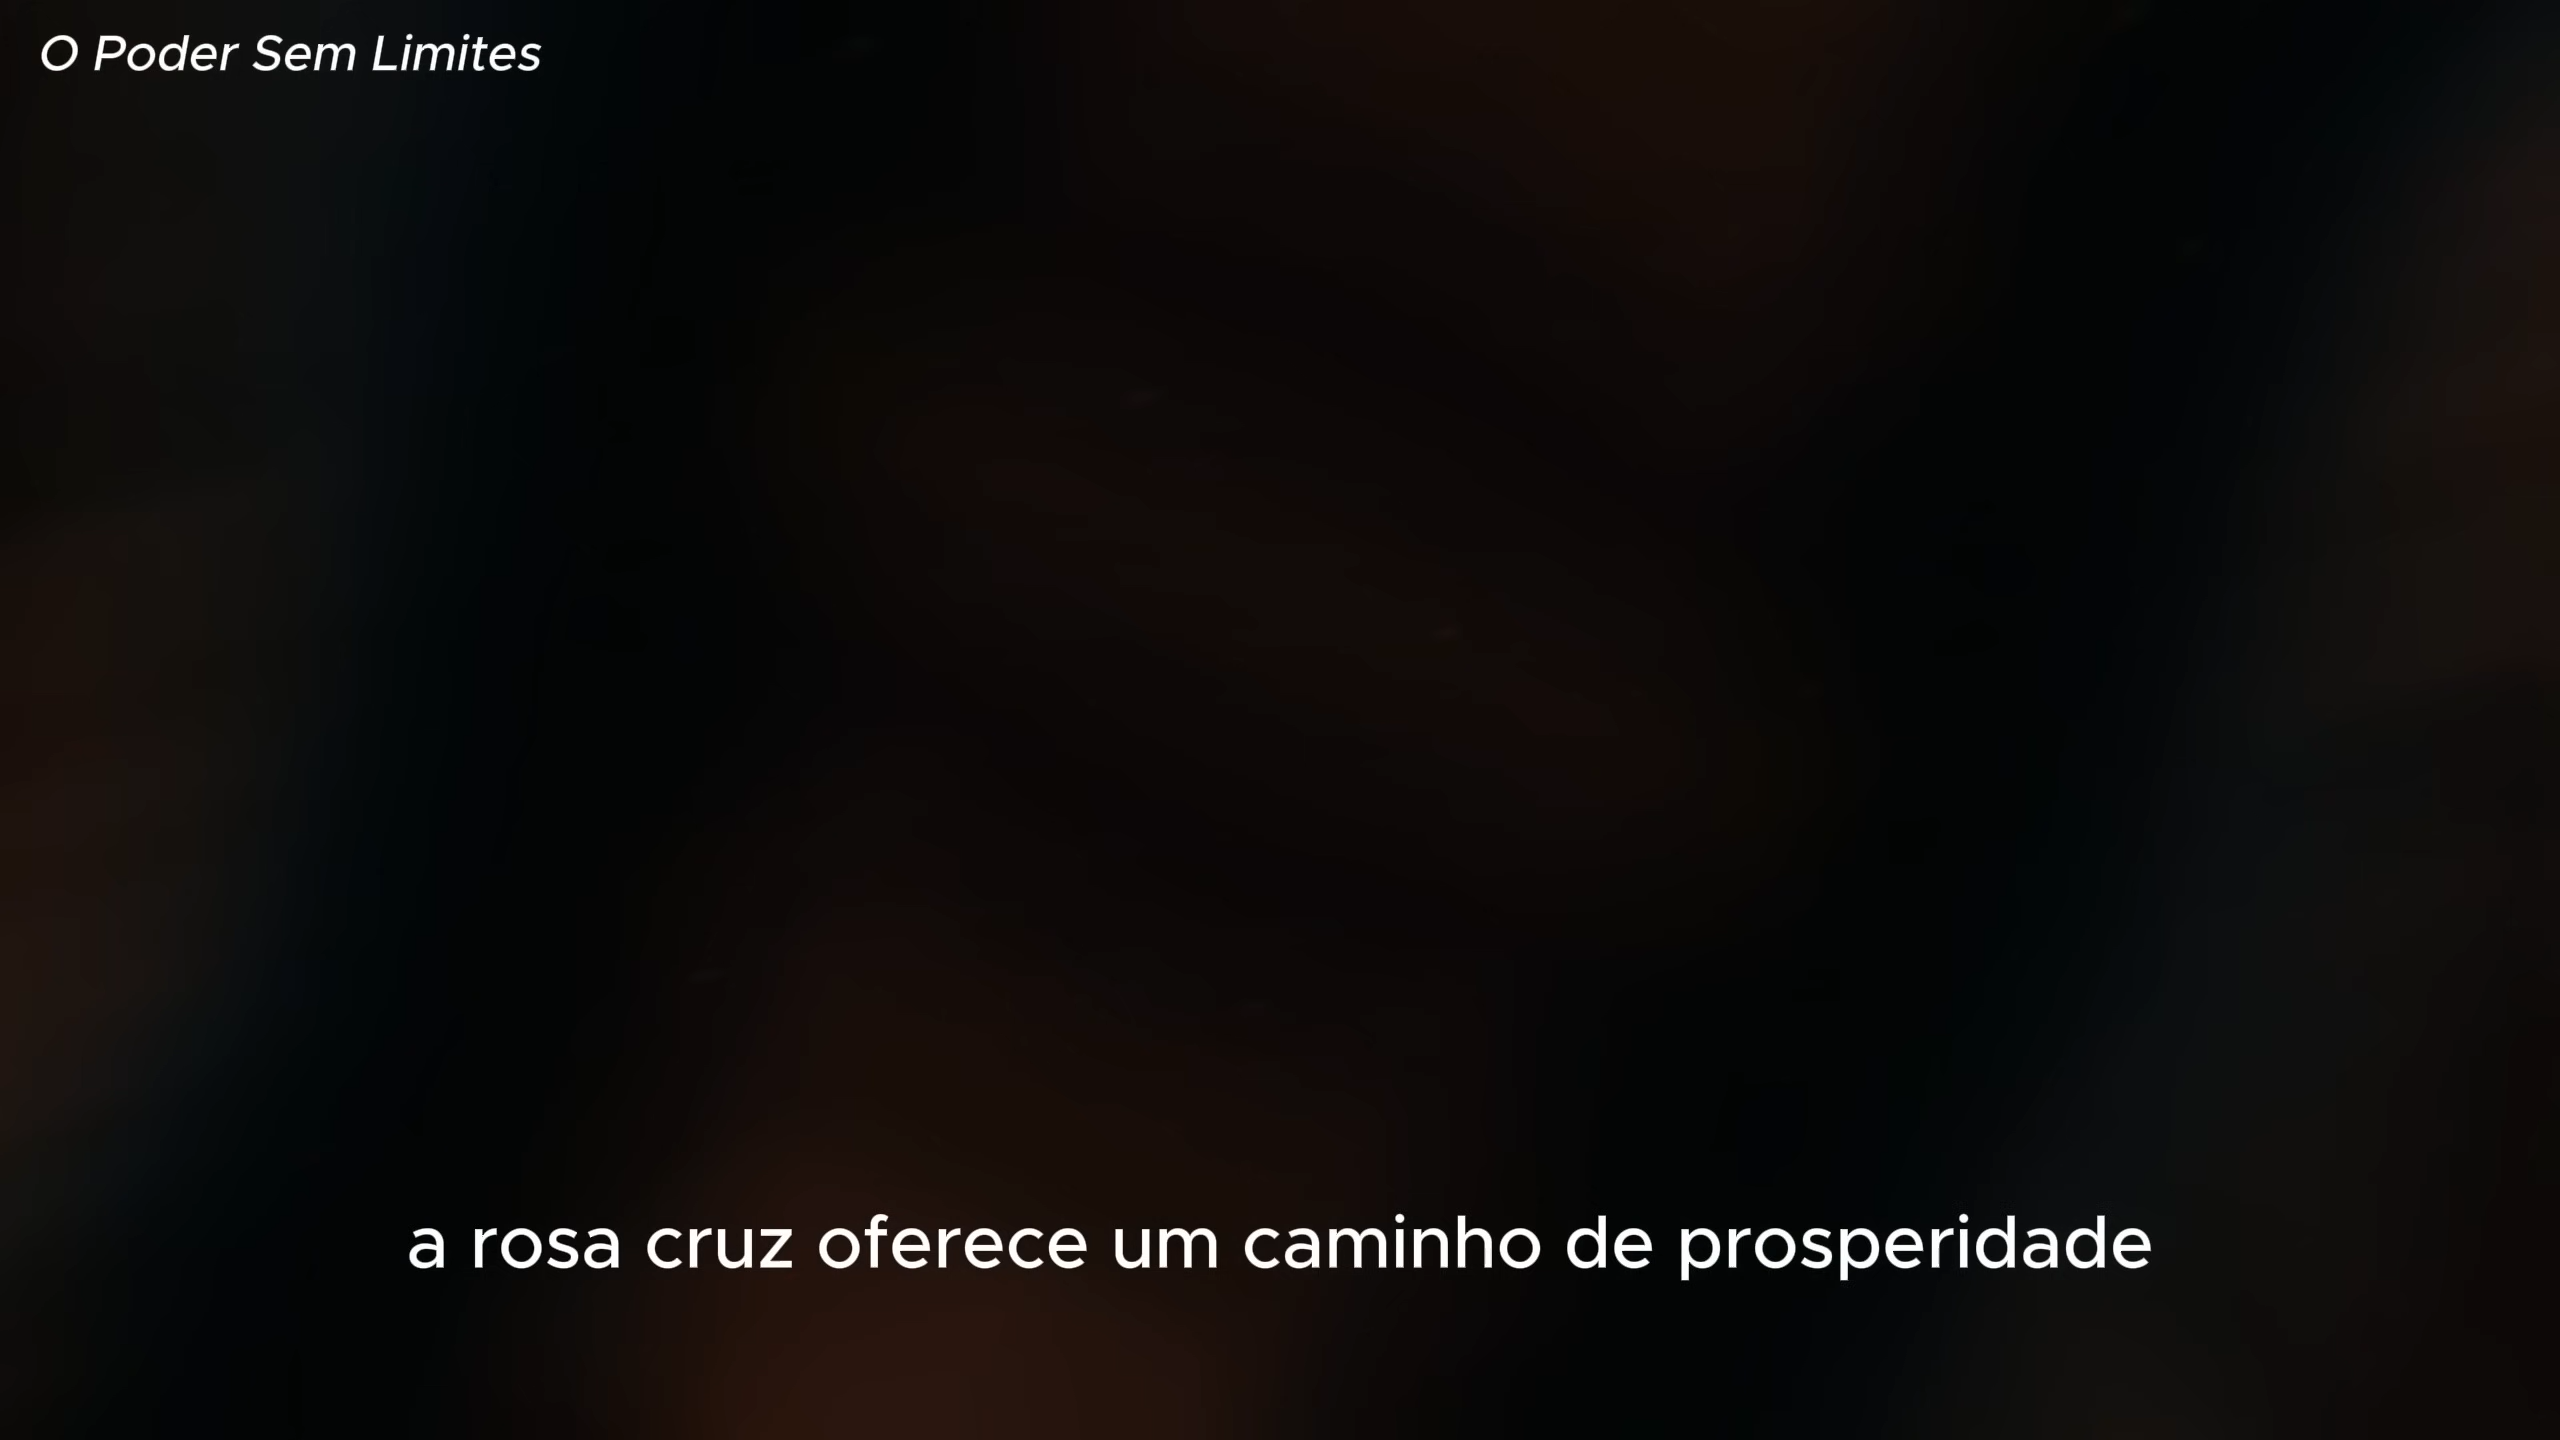 O Poder Sem Limites
a rosa cruz oferece um caminho de prosperidade